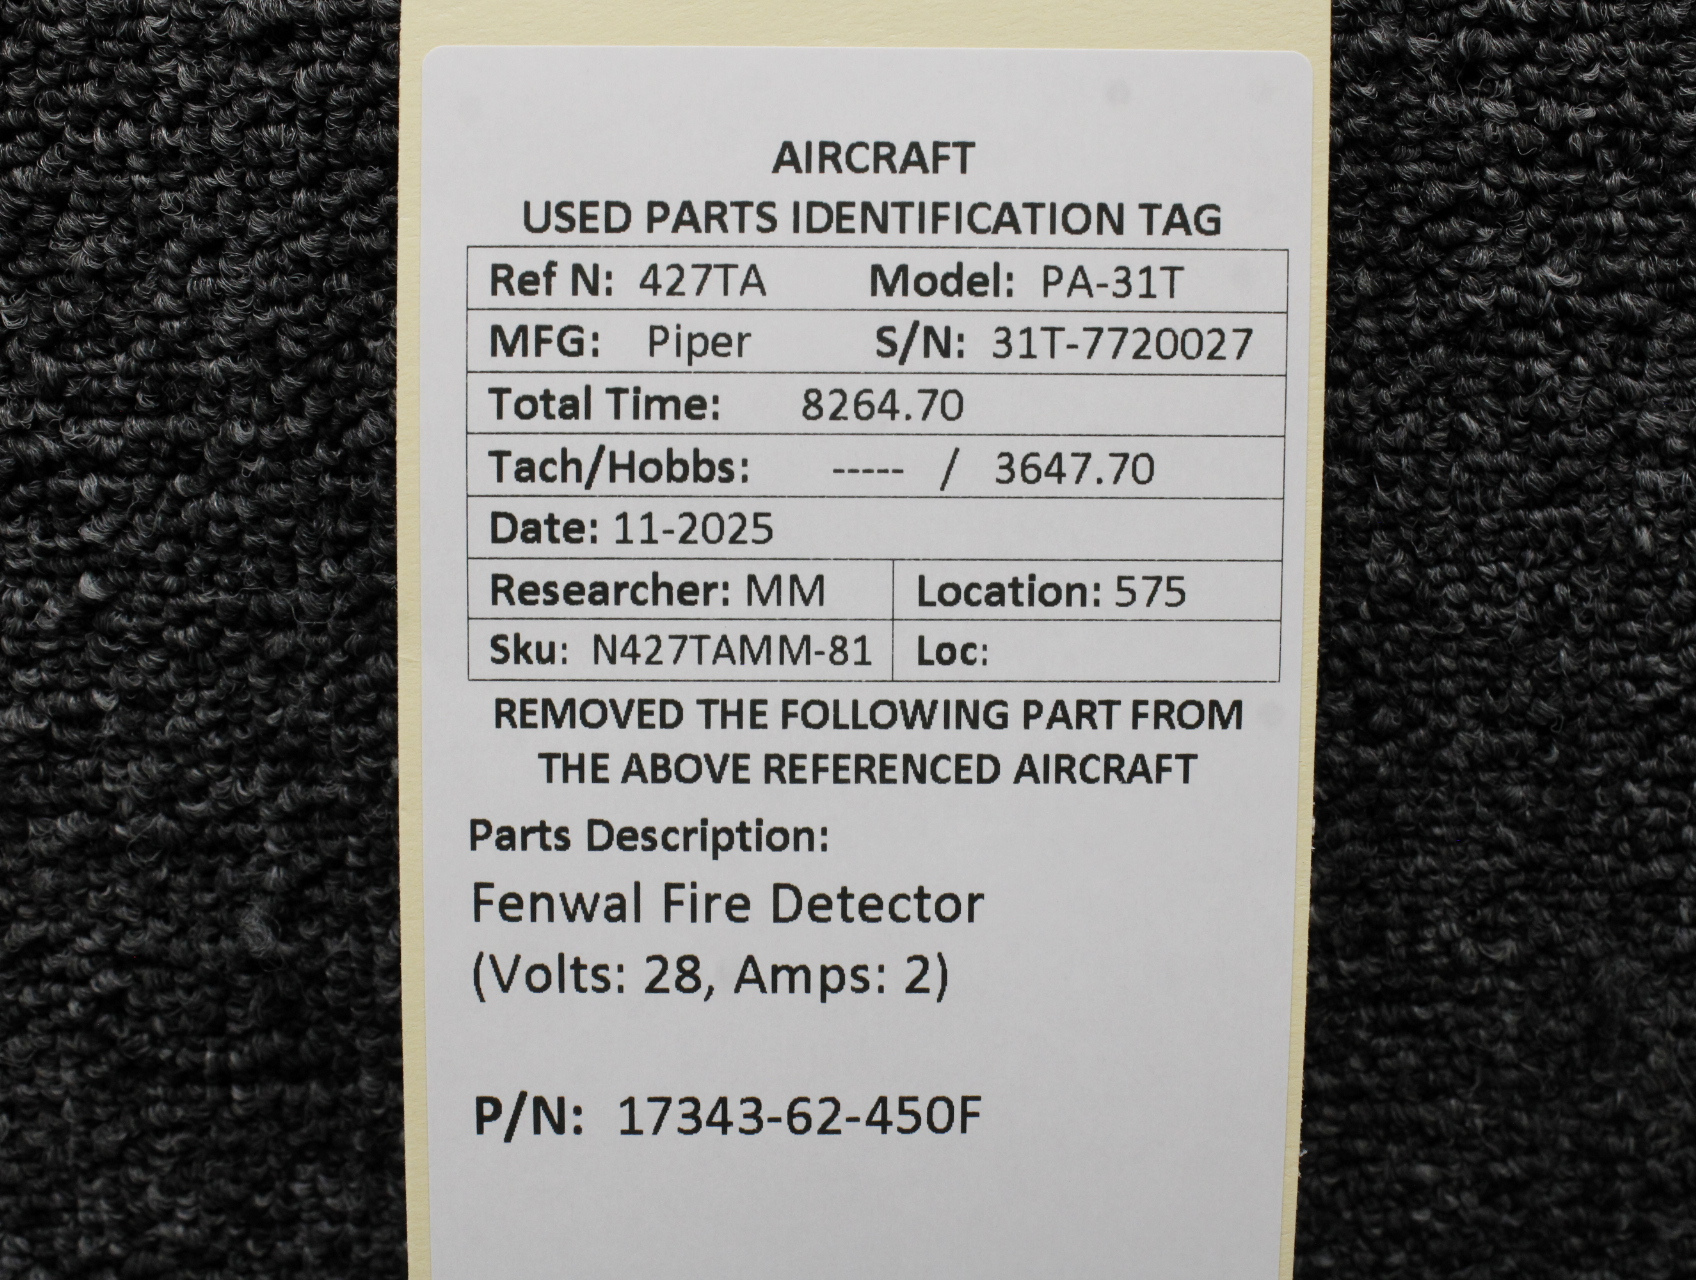 AIRCRAFT
USED PARTS IDENTIFICATION TAG
Ref N: 427TA Model: PA-31T
MFG: Piper S/N: 31T-7720027
Total Time: 8264.70
Tach/Hobbs: ----- / 3647.70
Date: 11-2025
Researcher: MM Location: 575
Sku: N427TAMM-81 Loc:
REMOVED THE FOLLOWING PART FROM
THE ABOVE REFERENCED AIRCRAFT
Parts Description:
Fenwal Fire Detector
(Volts: 28, Amps: 2)
P/N: 17343-62-450F